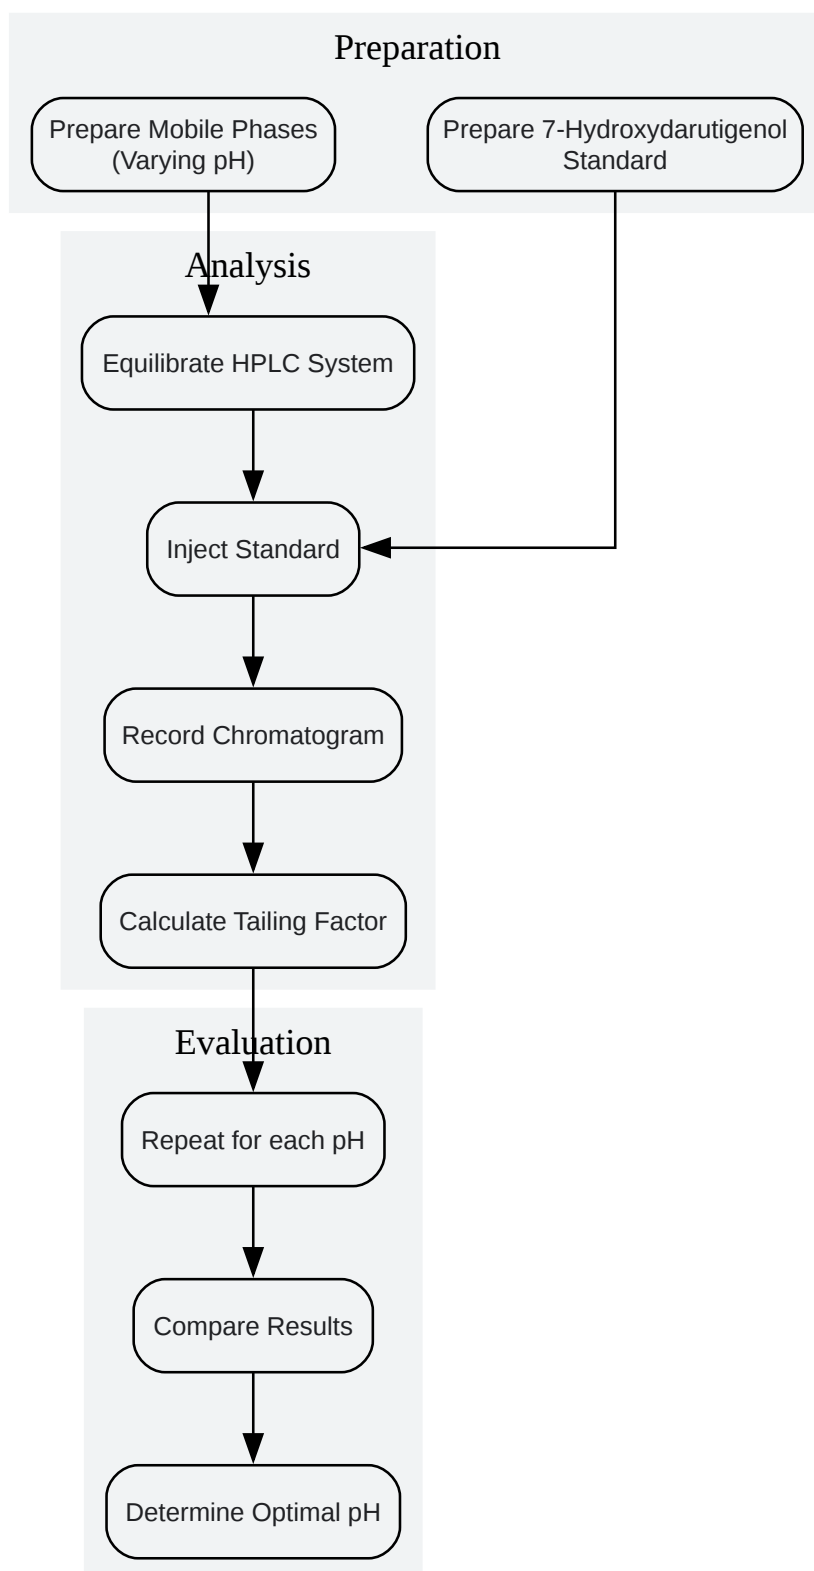 Preparation
Prepare Mobile Phases
(Varying pH)
Prepare 7-Hydroxydarutigenol
Standard
Analysis
Equilibrate HPLC System
Inject Standard
Record Chromatogram
Calculate Tailing Factor
Evaluation
Repeat for each pH
Compare Results
Determine Optimal pH